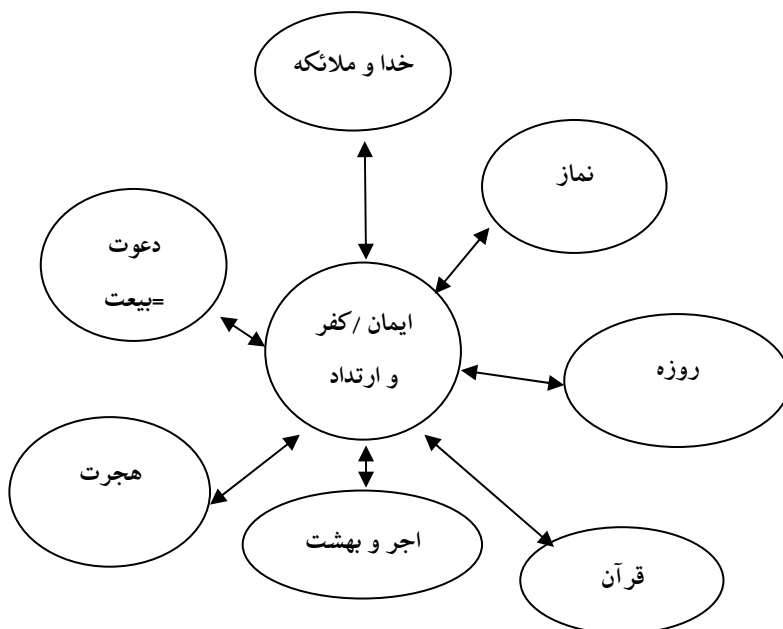 خدا و ملائکه
نماز
دعوت
=بیعت
ایمان /کفر
و ارتداد
روزه
هجرت
اجر و بهشت
قرآن